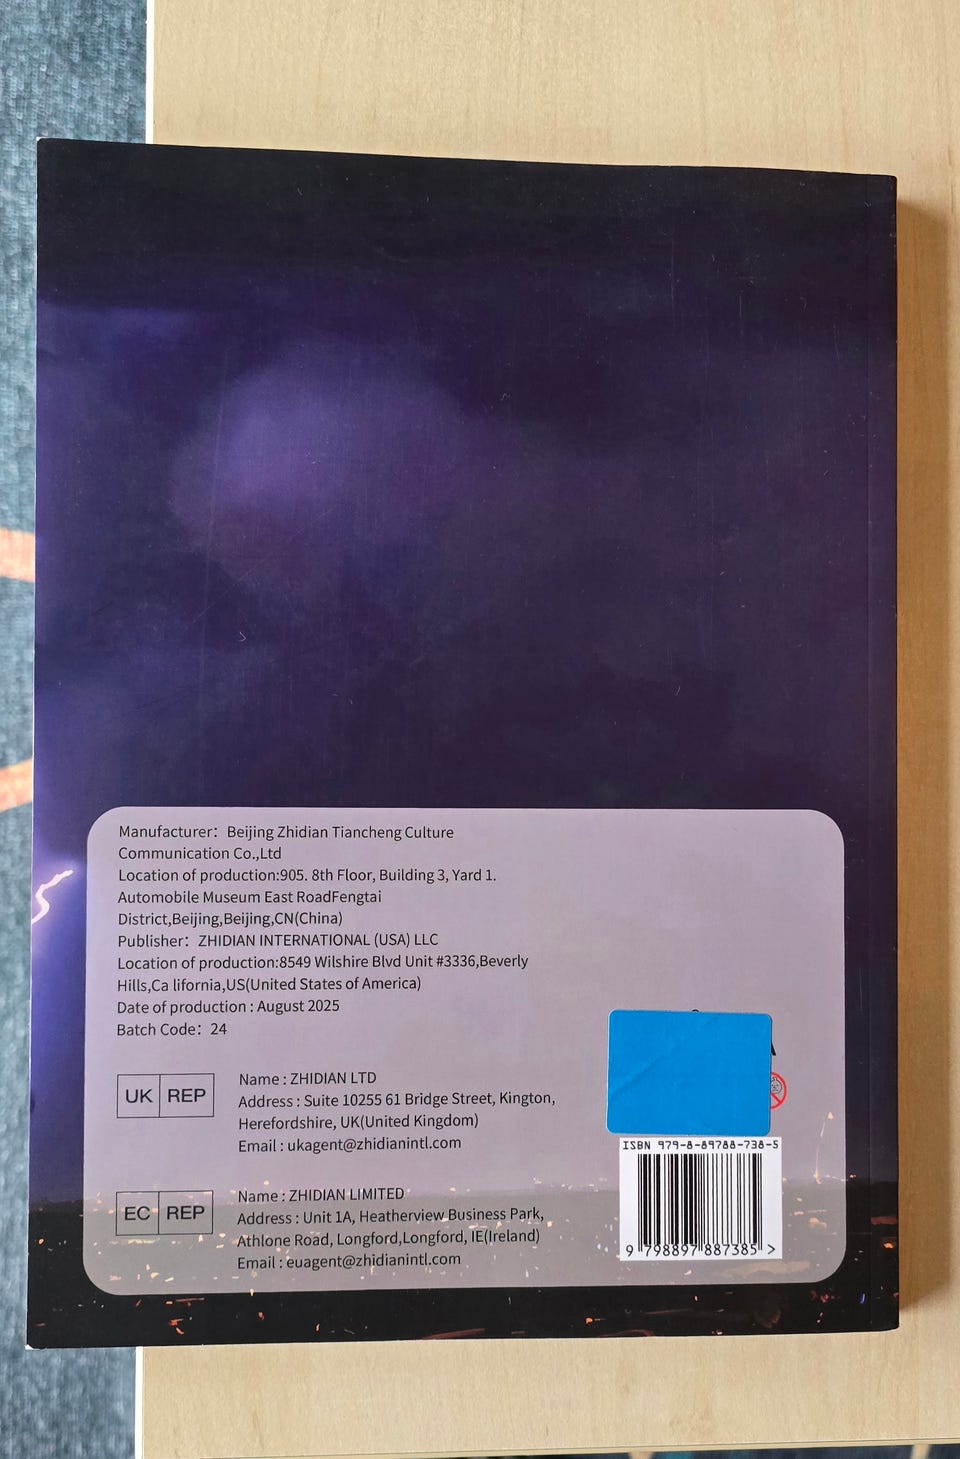 Manufacturer：Beijing Zhidian Tiancheng Culture
Communication Co.,Ltd
Location of production:905. 8th Floor, Building 3, Yard 1.
Automobile Museum East RoadFengtai
District,Beijing,Beijing,CN(China)
Publisher：ZHIDIAN INTERNATIONAL (USA) LLC
Location of production:8549 Wilshire Blvd Unit #3336,Beverly
Hills,Ca lifornia,US(United States of America)
Date of production : August 2025
Batch Code：24
UK REP
Name : ZHIDIAN LTD
Address : Suite 10255 61 Bridge Street, Kington,
Herefordshire, UK(United Kingdom)
Email : ukagent@zhidianintl.com
EC REP
Name : ZHIDIAN LIMITED
Address : Unit 1A, Heatherview Business Park,
Athlone Road, Longford,Longford, IE(Ireland)
Email : euagent@zhidianintl.com
ISBN 979-8-89788-738-5
9 798897 887385 >